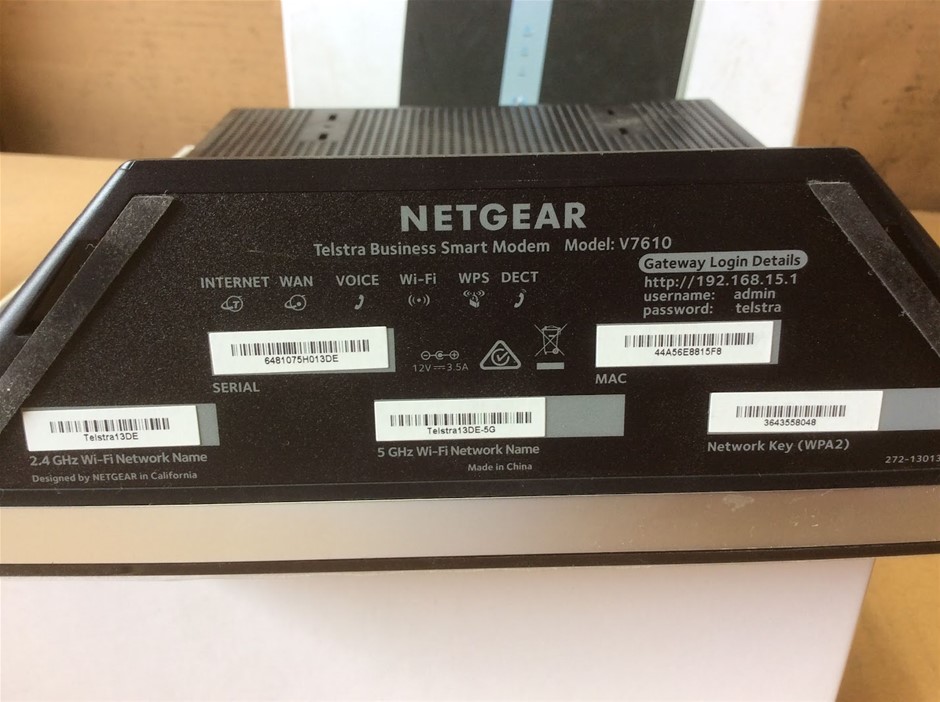 NETGEAR
Telstra Business Smart Modem Model: V7610
Gateway Login Details
http://192.168.15.1
username: admin
password: telstra
INTERNET WAN VOICE Wi-Fi WPS DECT
6481075H013DE
SERIAL
12V 3.5A
44A56E8815F8
MAC
Telstra13DE
2.4 GHz Wi-Fi Network Name
Designed by NETGEAR in California
Telstra13DE-5G
5 GHz Wi-Fi Network Name
Made in China
3643558048
Network Key (WPA2)
272-13013